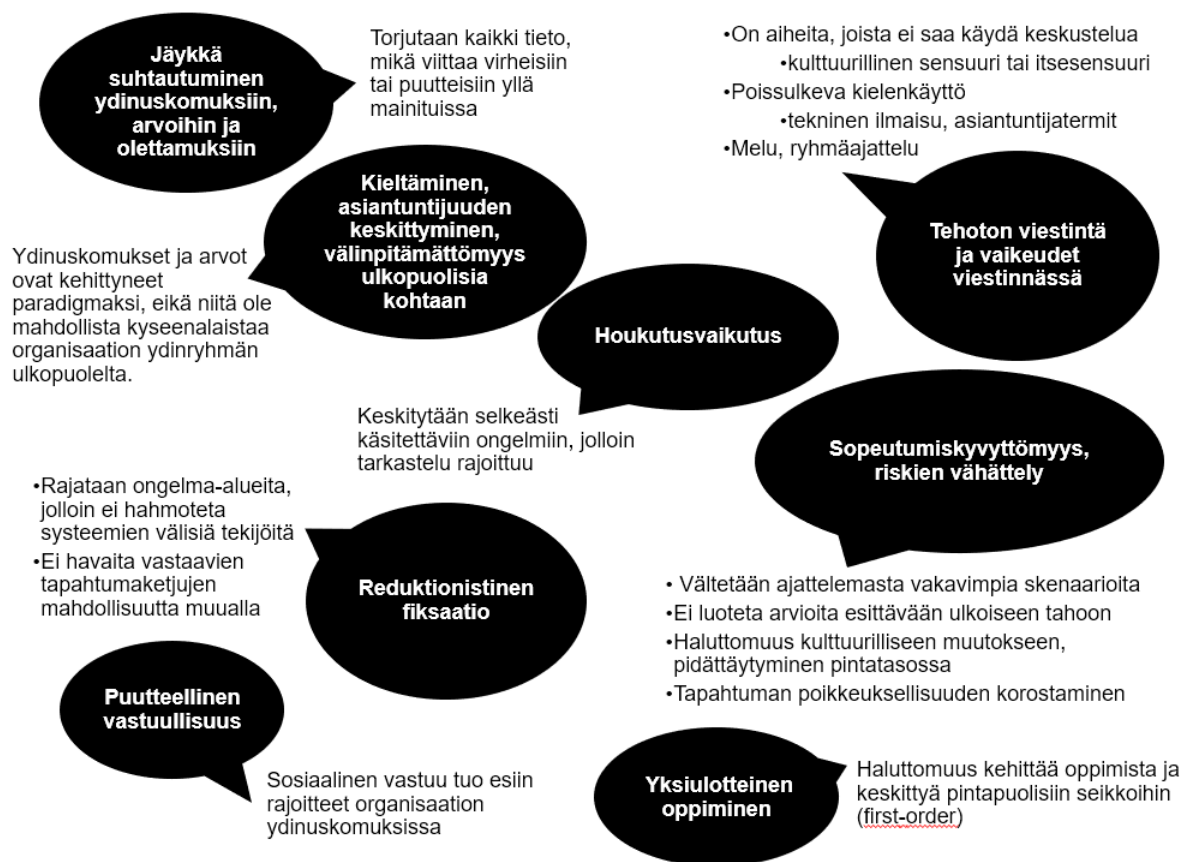 Jäykkä
suhtautuminen
ydinuskomuksiin,
arvoihin ja
olettamuksiin
Torjutaan kaikki tieto,
mikä viittaa virheisiin
tai puutteisiin yllä
mainituissa
•On aiheita, joista ei saa käydä keskustelua
•kulttuurillinen sensuuri tai itsesensuuri
•Poissulkeva kielenkäyttö
•tekninen ilmaisu, asiantuntijatermit
•Melu, ryhmäajattelu
Tehoton viestintä
ja vaikeudet
viestinnässä
Kieltäminen,
asiantuntijuuden
keskittyminen,
välinpitämättömyys
ulkopuolisia
kohtaan
Ydinuskomukset ja arvot
ovat kehittyneet
paradigmaksi, eikä niitä ole
mahdollista kyseenalaistaa
organisaation ydinryhmän
ulkopuolelta.
Houkutusvaikutus
Keskitytään selkeästi
käsitettäviin ongelmiin, jolloin
tarkastelu rajoittuu
Sopeutumiskyvyttömyys,
riskien vähättely
• Vältetään ajattelemasta vakavimpia skenaarioita
•Ei luoteta arvioita esittävään ulkoiseen tahoon
•Haluttomuus kulttuurilliseen muutokseen,
pidättäytyminen pintatasossa
•Tapahtuman poikkeuksellisuuden korostaminen
•Rajataan ongelma-alueita,
jolloin ei hahmoteta
systeemien välisiä tekijöitä
•Ei havaita vastaavien
tapahtumaketjujen
mahdollisuutta muualla
Reduktionistinen
fiksaatio
Puutteellinen
vastuullisuus
Sosiaalinen vastuu tuo esiin
rajoitteet organisaation
ydinuskomuksissa
Yksiulotteinen
oppiminen
Haluttomuus kehittää oppimista ja
keskittyä pintapuolisiin seikkoihin
(first-order)